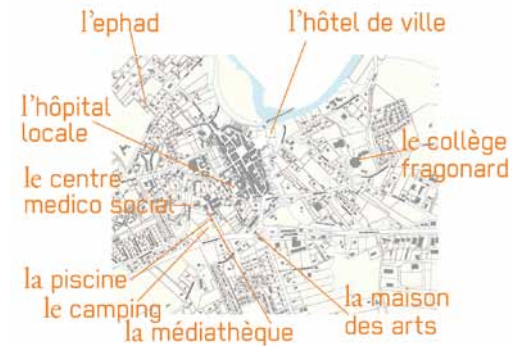 l'ephad
l'hôtel de ville
l'hôpital
locale
le collège
fragonard
le centre
medico social
la piscine
le camping
la médiathèque
la maison
des arts